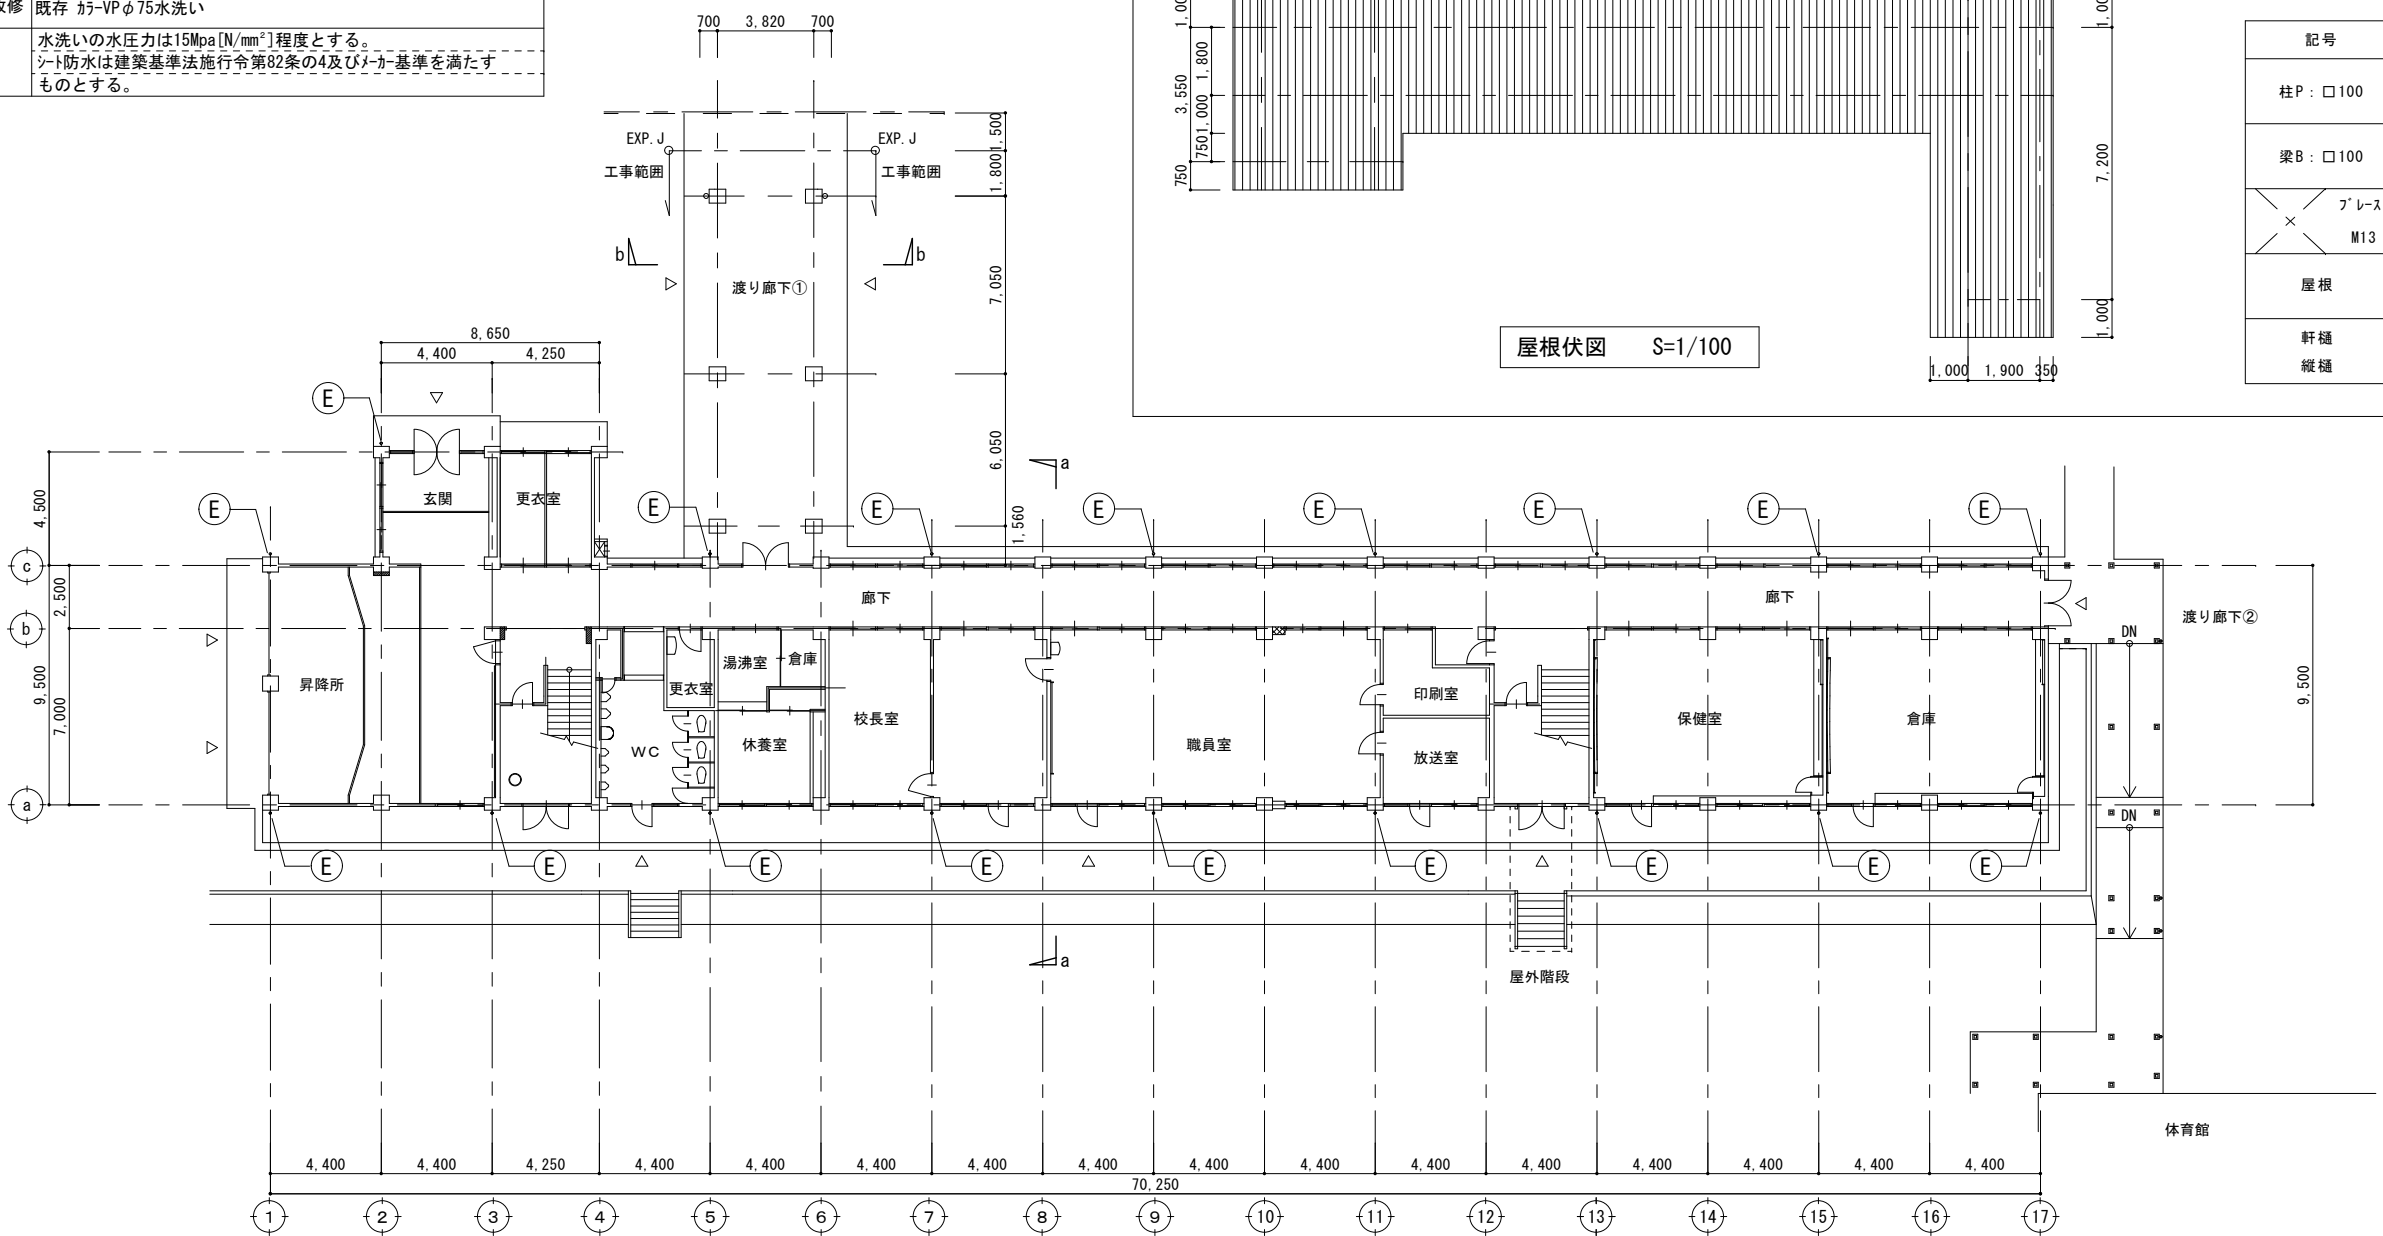 改修 既存 ｶﾗｰVPφ75水洗い
水洗いの水圧力は15Mpa[N/mm²]程度とする。
ｼｰﾄ防水は建築基準法施行令第82条の4及びﾒｰｶｰ基準を満たす
ものとする。
700 3,820 700
EXP.J EXP.J
工事範囲 工事範囲
1,500
1,800
b b
渡り廊下①
7,050
6,050
1,560
1,800
3,550
1,000
750
750
7,200
1,000
1,000 1,900 350
屋根伏図 S=1/100
記号
柱P：□100
梁B：□100
ﾌﾞﾚｰｽ
M13
屋根
軒樋
縦樋
8,650
4,400 4,250
E
a
4,500
玄関 更衣室
E E E E E E E E
c
2,500
廊下 廊下
b
渡り廊下②
DN
9,500
7,000
昇降所
湯沸室 倉庫
更衣室
WC
休養室
校長室
職員室
印刷室
放送室
保健室
倉庫
9,500
a
DN
E E E E E E E E E
a
屋外階段
体育館
4,400 4,400 4,250 4,400 4,400 4,400 4,400 4,400 4,400 4,400 4,400 4,400 4,400 4,400 4,400 4,400
70,250
1 2 3 4 5 6 7 8 9 10 11 12 13 14 15 16 17